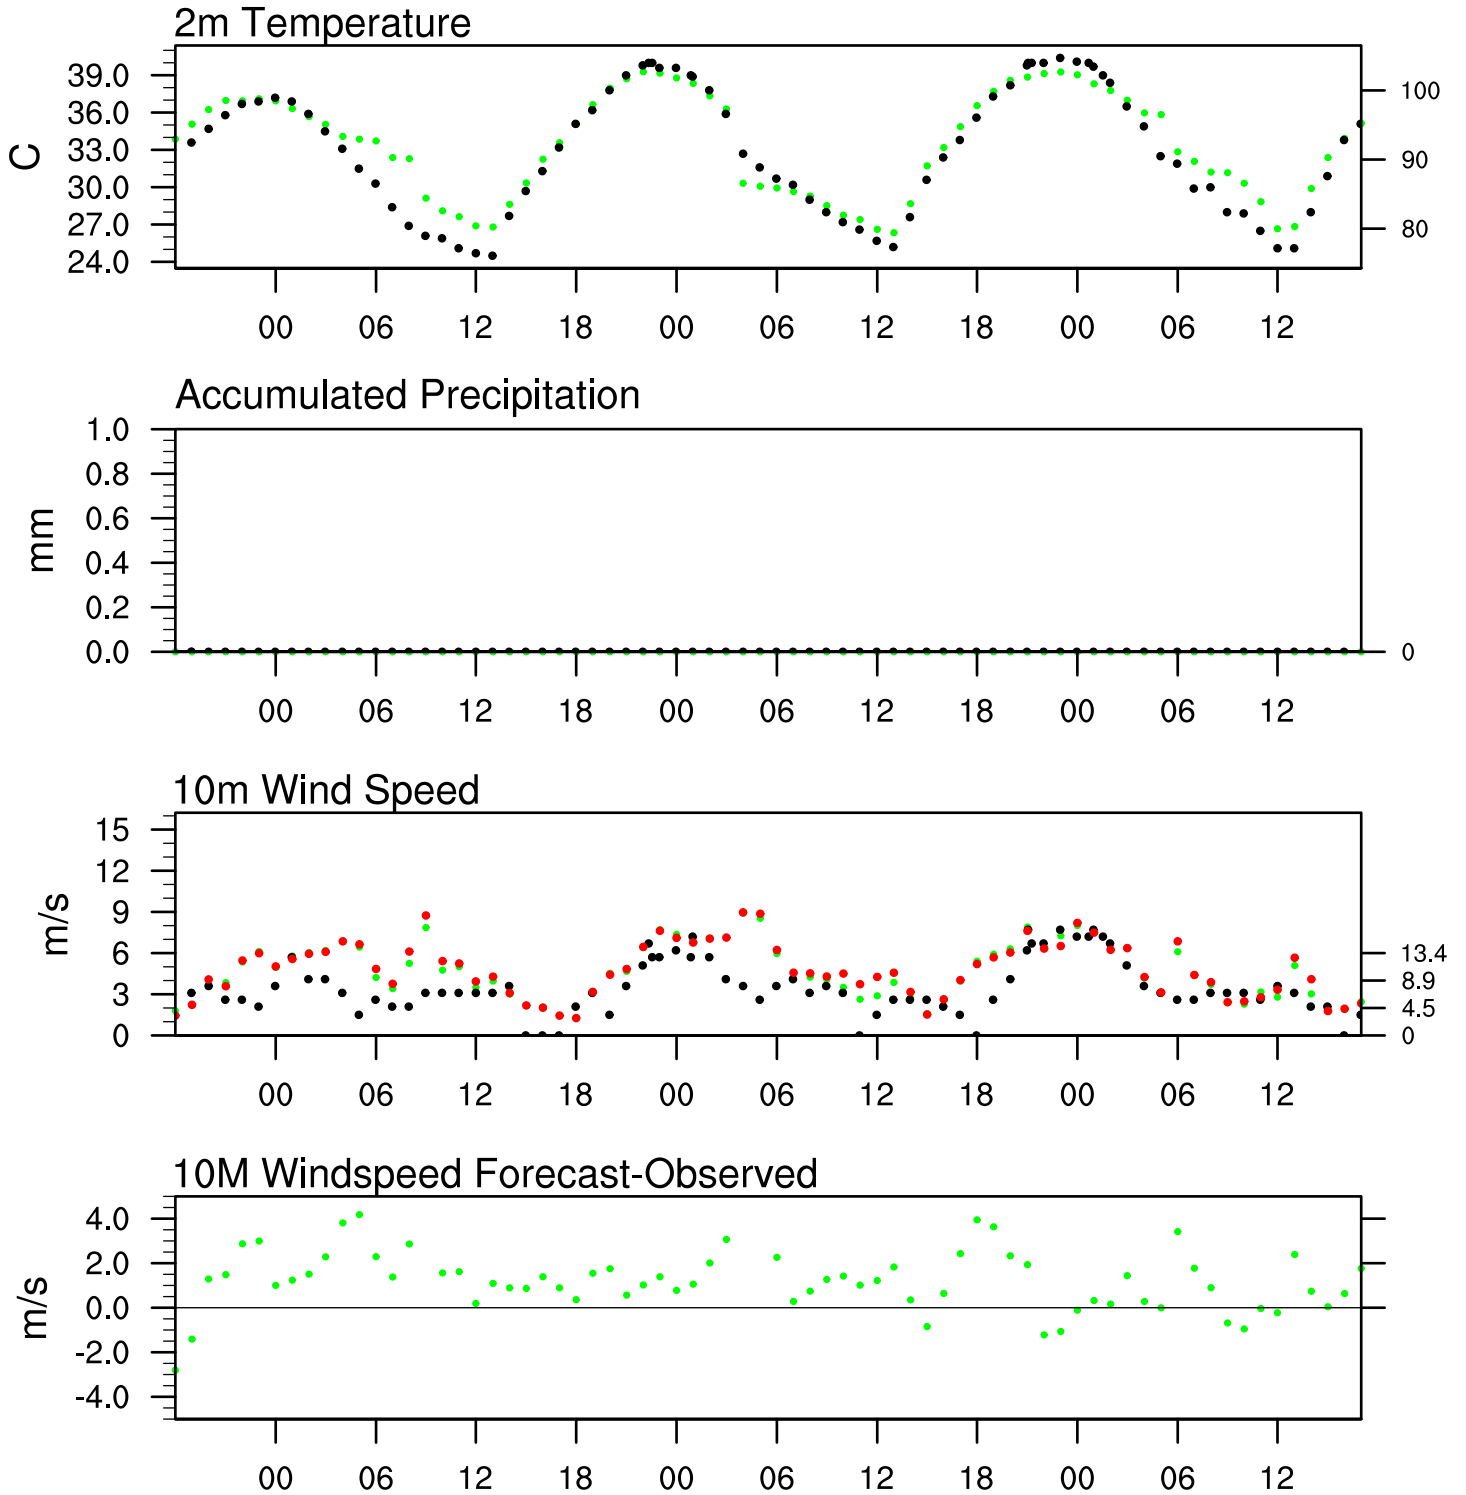 2m Temperature
39.0
36.0
33.0
30.0
27.0
24.0
C
100
90
80
00 06 12 18 00 06 12 18 00 06 12
Accumulated Precipitation
1.0
0.8
0.6
0.4
0.2
0.0
mm
0
00 06 12 18 00 06 12 18 00 06 12
10m Wind Speed
15
12
9
6
3
0
m/s
13.4
8.9
4.5
0
00 06 12 18 00 06 12 18 00 06 12
10M Windspeed Forecast-Observed
4.0
2.0
0.0
-2.0
-4.0
m/s
00 06 12 18 00 06 12 18 00 06 12